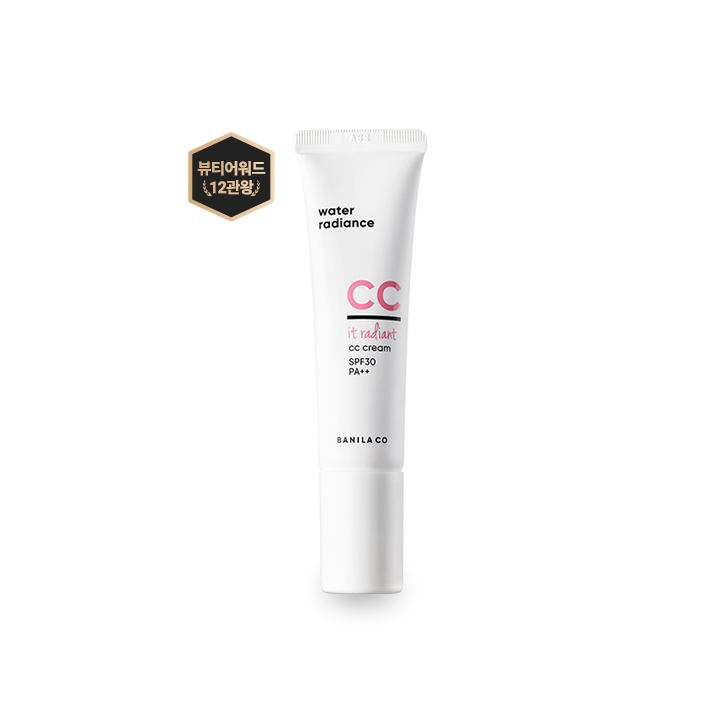 뷰티어워드
12관왕
water
radiance
CC
it radiant
cc cream
SPF30
PA++
BANILA CO